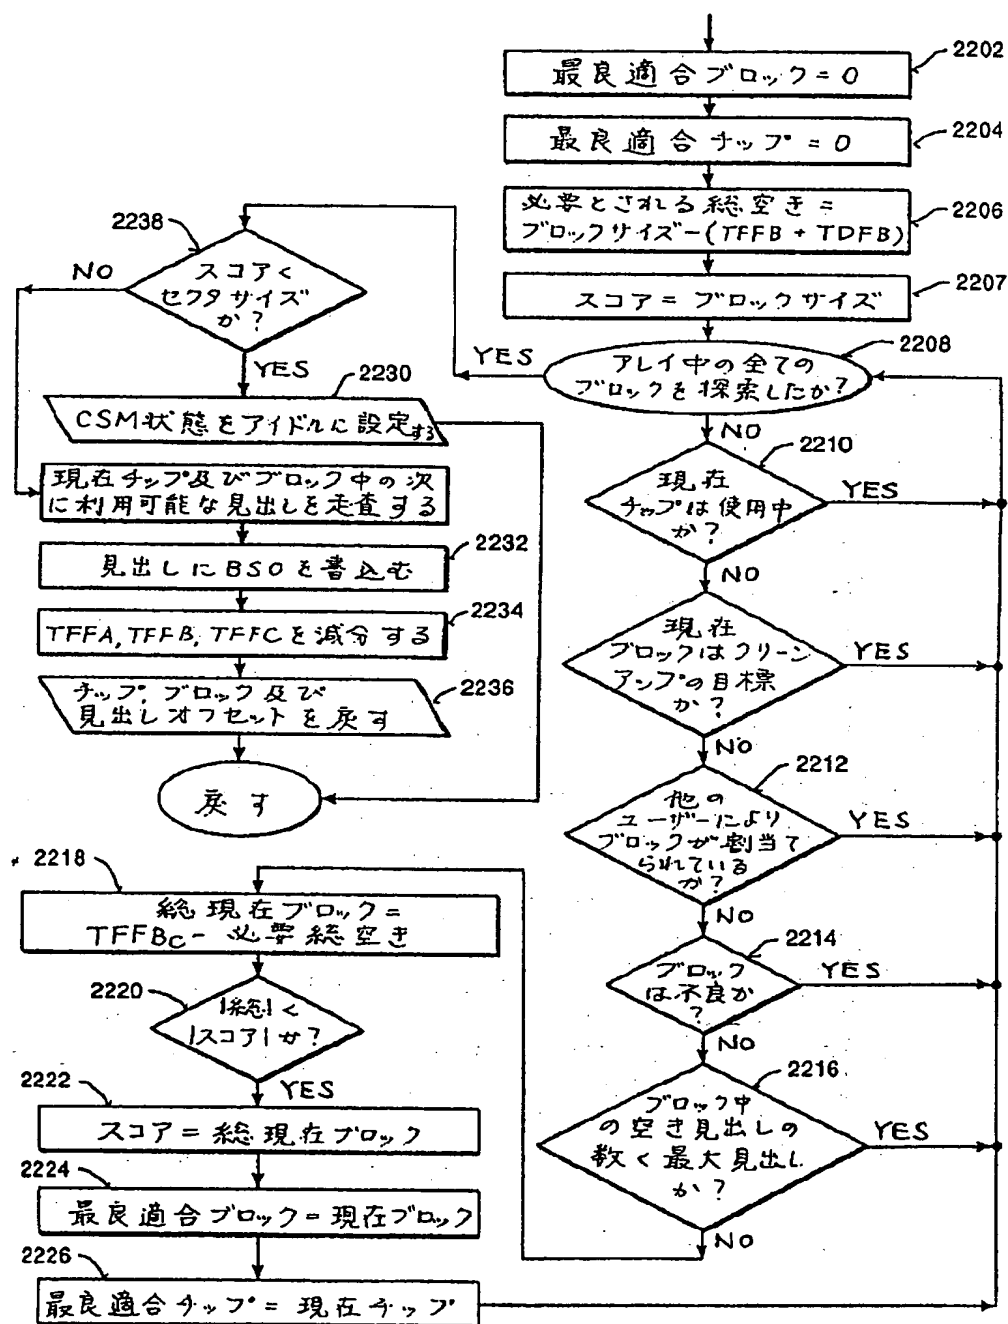 2202
最良適合ブロック=0
2204
最良適合チップ=0
2206
必要とされる総空き=
ブロックサイズ-(TFFB+TDFB)
2207
スコア=ブロックサイズ
2208
アレイ中の全ての
ブロックを探索したか?
YES
NO
2210
現在
チップは使用中
か?
YES
NO
現在
ブロックはクリーン
アップの目標
か?
YES
NO
2212
他の
ユーザーにより
ブロックが割当て
られている
か?
YES
NO
2214
ブロック
は不良か
?
YES
NO
2216
ブロック中
の空き見出しの
数<最大見出し
か?
YES
NO
2238
スコア<
セクタサイズ
か?
NO
YES
2230
CSM状態をアイドルに設定する
現在チップ及びブロック中の次
に利用可能な見出しを走査する
2232
見出しにBSOを書込む
2234
TFFA,TFFB,TFFCを減分する
2236
チップ,ブロック及び
見出しオフセットを戻す
戻す
2218
総現在ブロック=
TFFBc-必要総空き
2220
|総|<
|スコア|か?
YES
2222
スコア=総現在ブロック
2224
最良適合ブロック=現在ブロック
2226
最良適合チップ=現在チップ